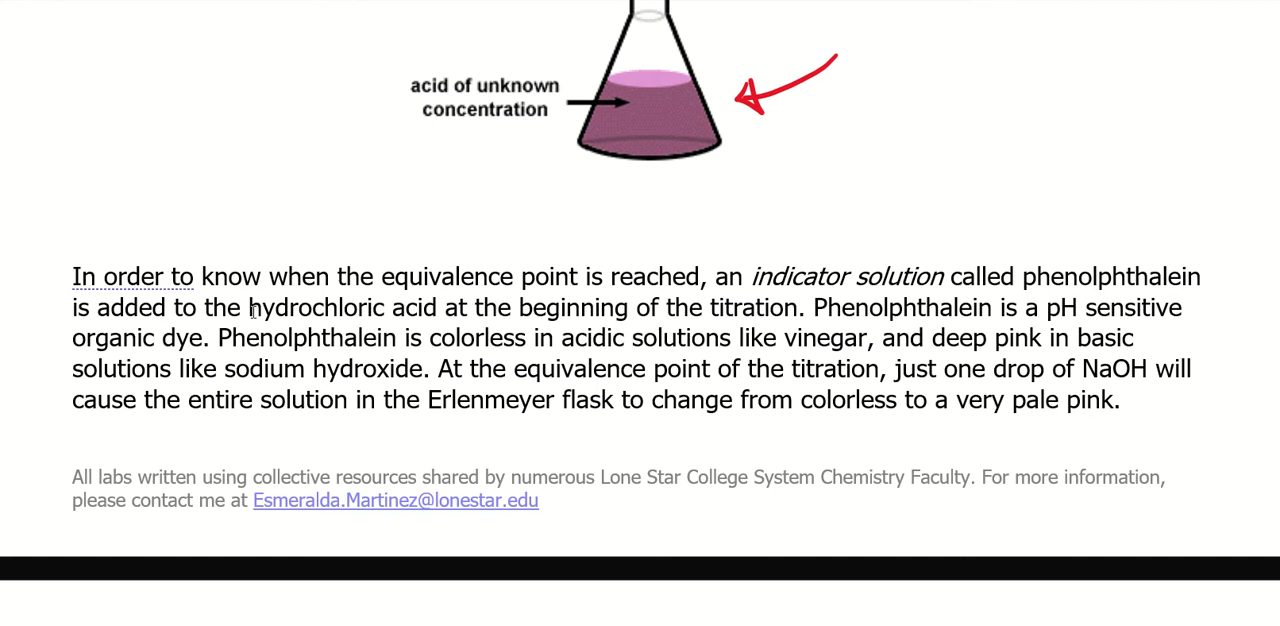 acid of unknown
concentration
In order to know when the equivalence point is reached, an indicator solution called phenolphthalein
is added to the hydrochloric acid at the beginning of the titration. Phenolphthalein is a pH sensitive
organic dye. Phenolphthalein is colorless in acidic solutions like vinegar, and deep pink in basic
solutions like sodium hydroxide. At the equivalence point of the titration, just one drop of NaOH will
cause the entire solution in the Erlenmeyer flask to change from colorless to a very pale pink.
All labs written using collective resources shared by numerous Lone Star College System Chemistry Faculty. For more information,
please contact me at Esmeralda.Martinez@lonestar.edu